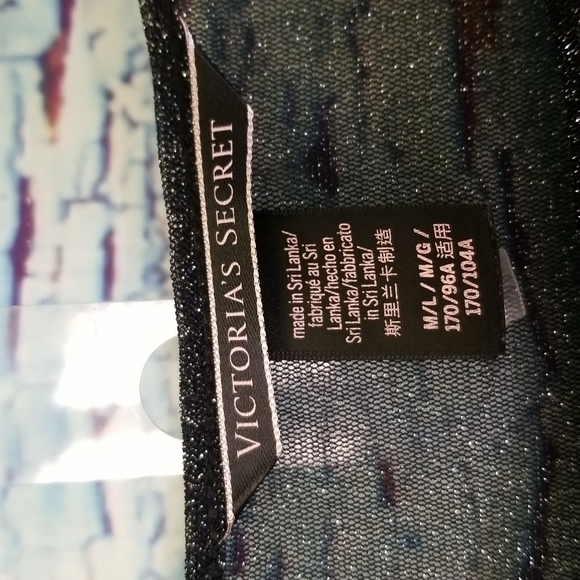 VICTORIA'S SECRET
made in Sri Lanka/
fabriqué au Sri
Lanka/hecho en
Sri Lanka/fabbricato
in Sri Lanka/
斯里兰卡制造
M/L / M/G /
170/96A 适用
170/104A